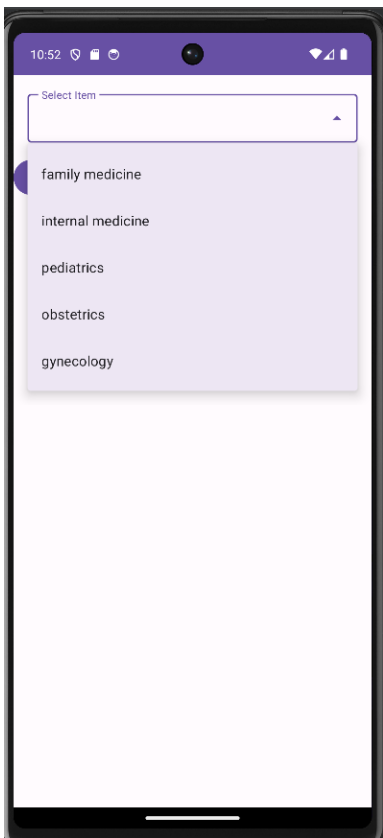 10:52
Select Item
family medicine
internal medicine
pediatrics
obstetrics
gynecology